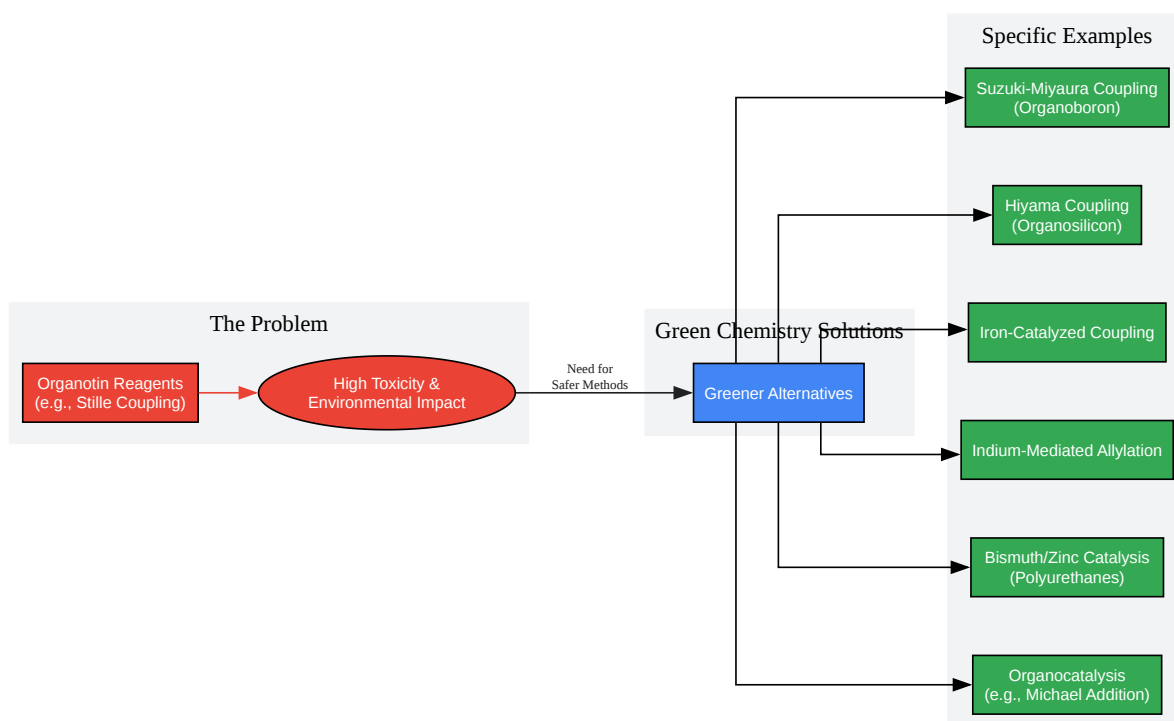 Specific Examples
Suzuki-Miyaura Coupling
(Organoboron)
Hiyama Coupling
(Organosilicon)
The Problem
Green Chemistry Solutions
Iron-Catalyzed Coupling
Organotin Reagents
(e.g., Stille Coupling)
High Toxicity &
Environmental Impact
Need for
Safer Methods
Greener Alternatives
Indium-Mediated Allylation
Bismuth/Zinc Catalysis
(Polyurethanes)
Organocatalysis
(e.g., Michael Addition)